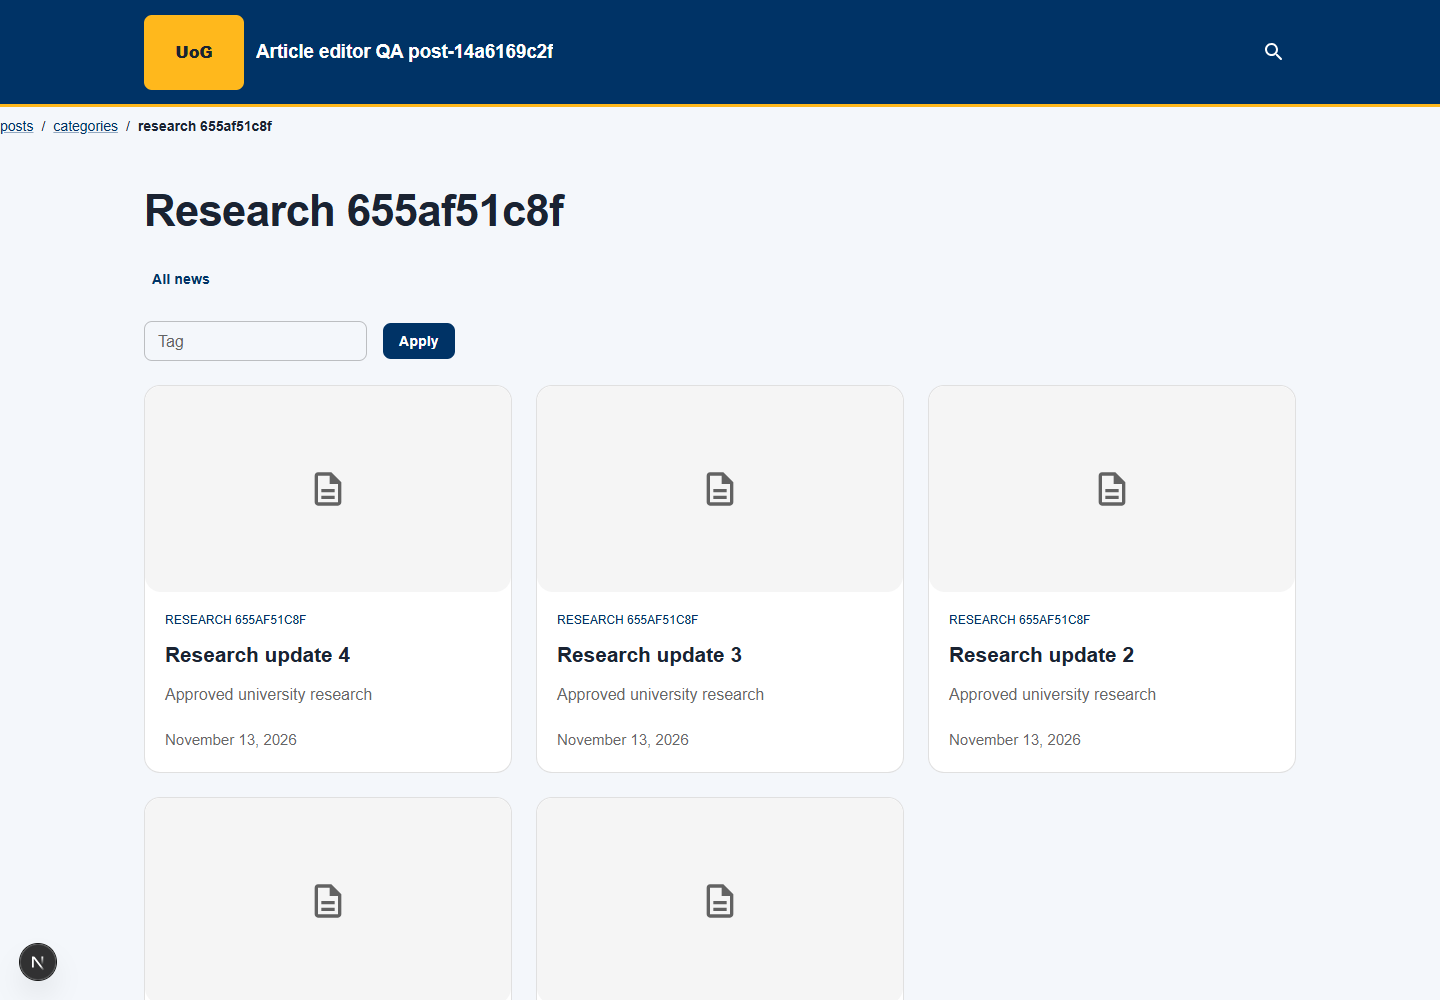 UoG
Article editor QA post-14a6169c2f
posts / categories / research 655af51c8f
Research 655af51c8f
All news
Tag
Apply
RESEARCH 655AF51C8F
Research update 4
Approved university research
November 13, 2026
RESEARCH 655AF51C8F
Research update 3
Approved university research
November 13, 2026
RESEARCH 655AF51C8F
Research update 2
Approved university research
November 13, 2026
N